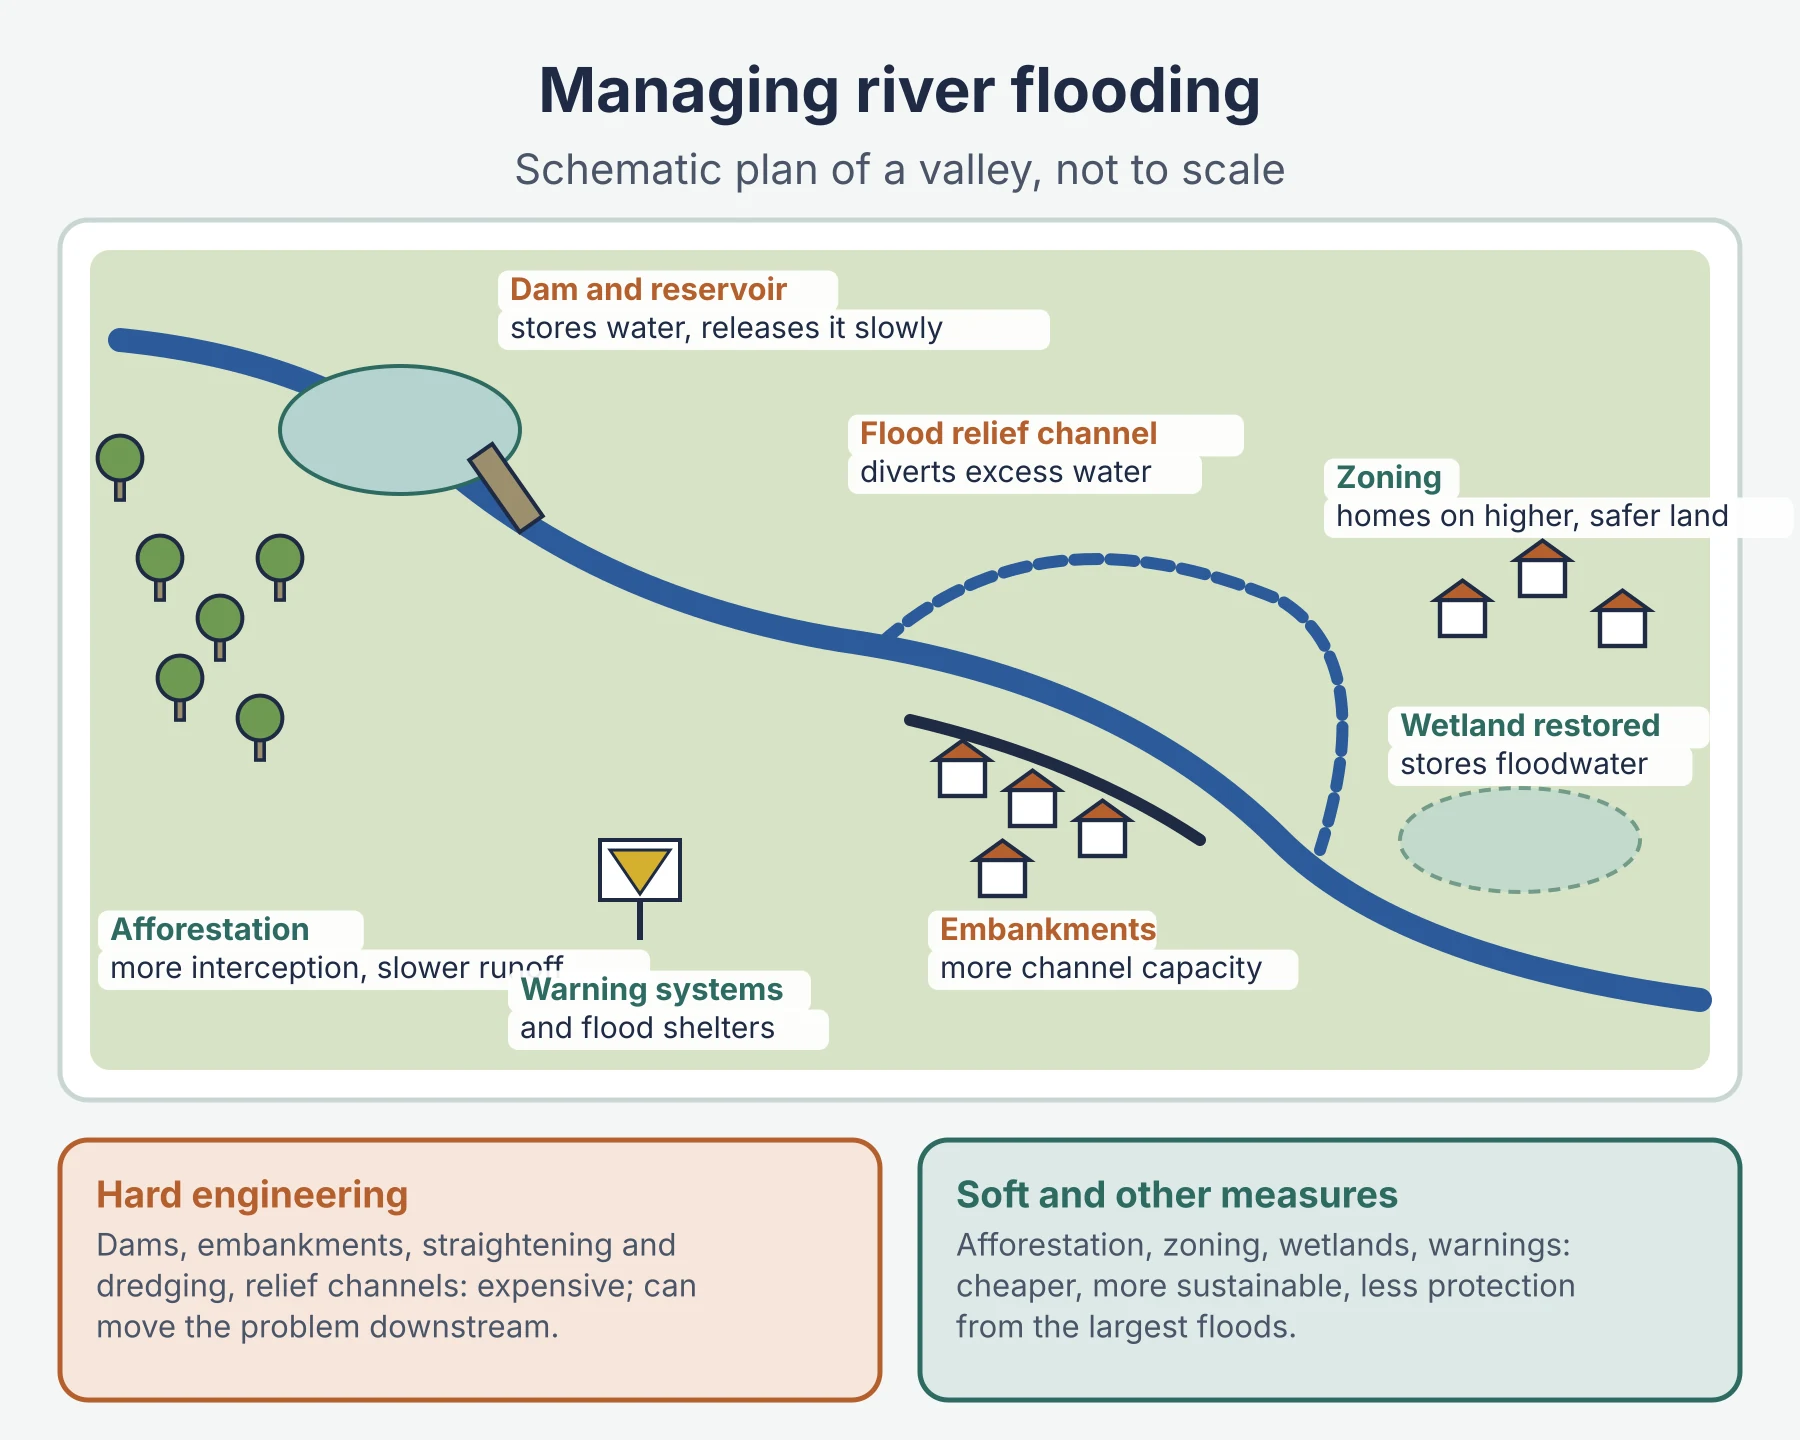 Managing river flooding
Schematic plan of a valley, not to scale
Dam and reservoir
stores water, releases it slowly
Flood relief channel
diverts excess water
Zoning
homes on higher, safer land
Wetland restored
stores floodwater
Afforestation
more interception, slower runoff
Warning systems
and flood shelters
Embankments
more channel capacity
Hard engineering
Dams, embankments, straightening and
dredging, relief channels: expensive; can
move the problem downstream.
Soft and other measures
Afforestation, zoning, wetlands, warnings:
cheaper, more sustainable, less protection
from the largest floods.